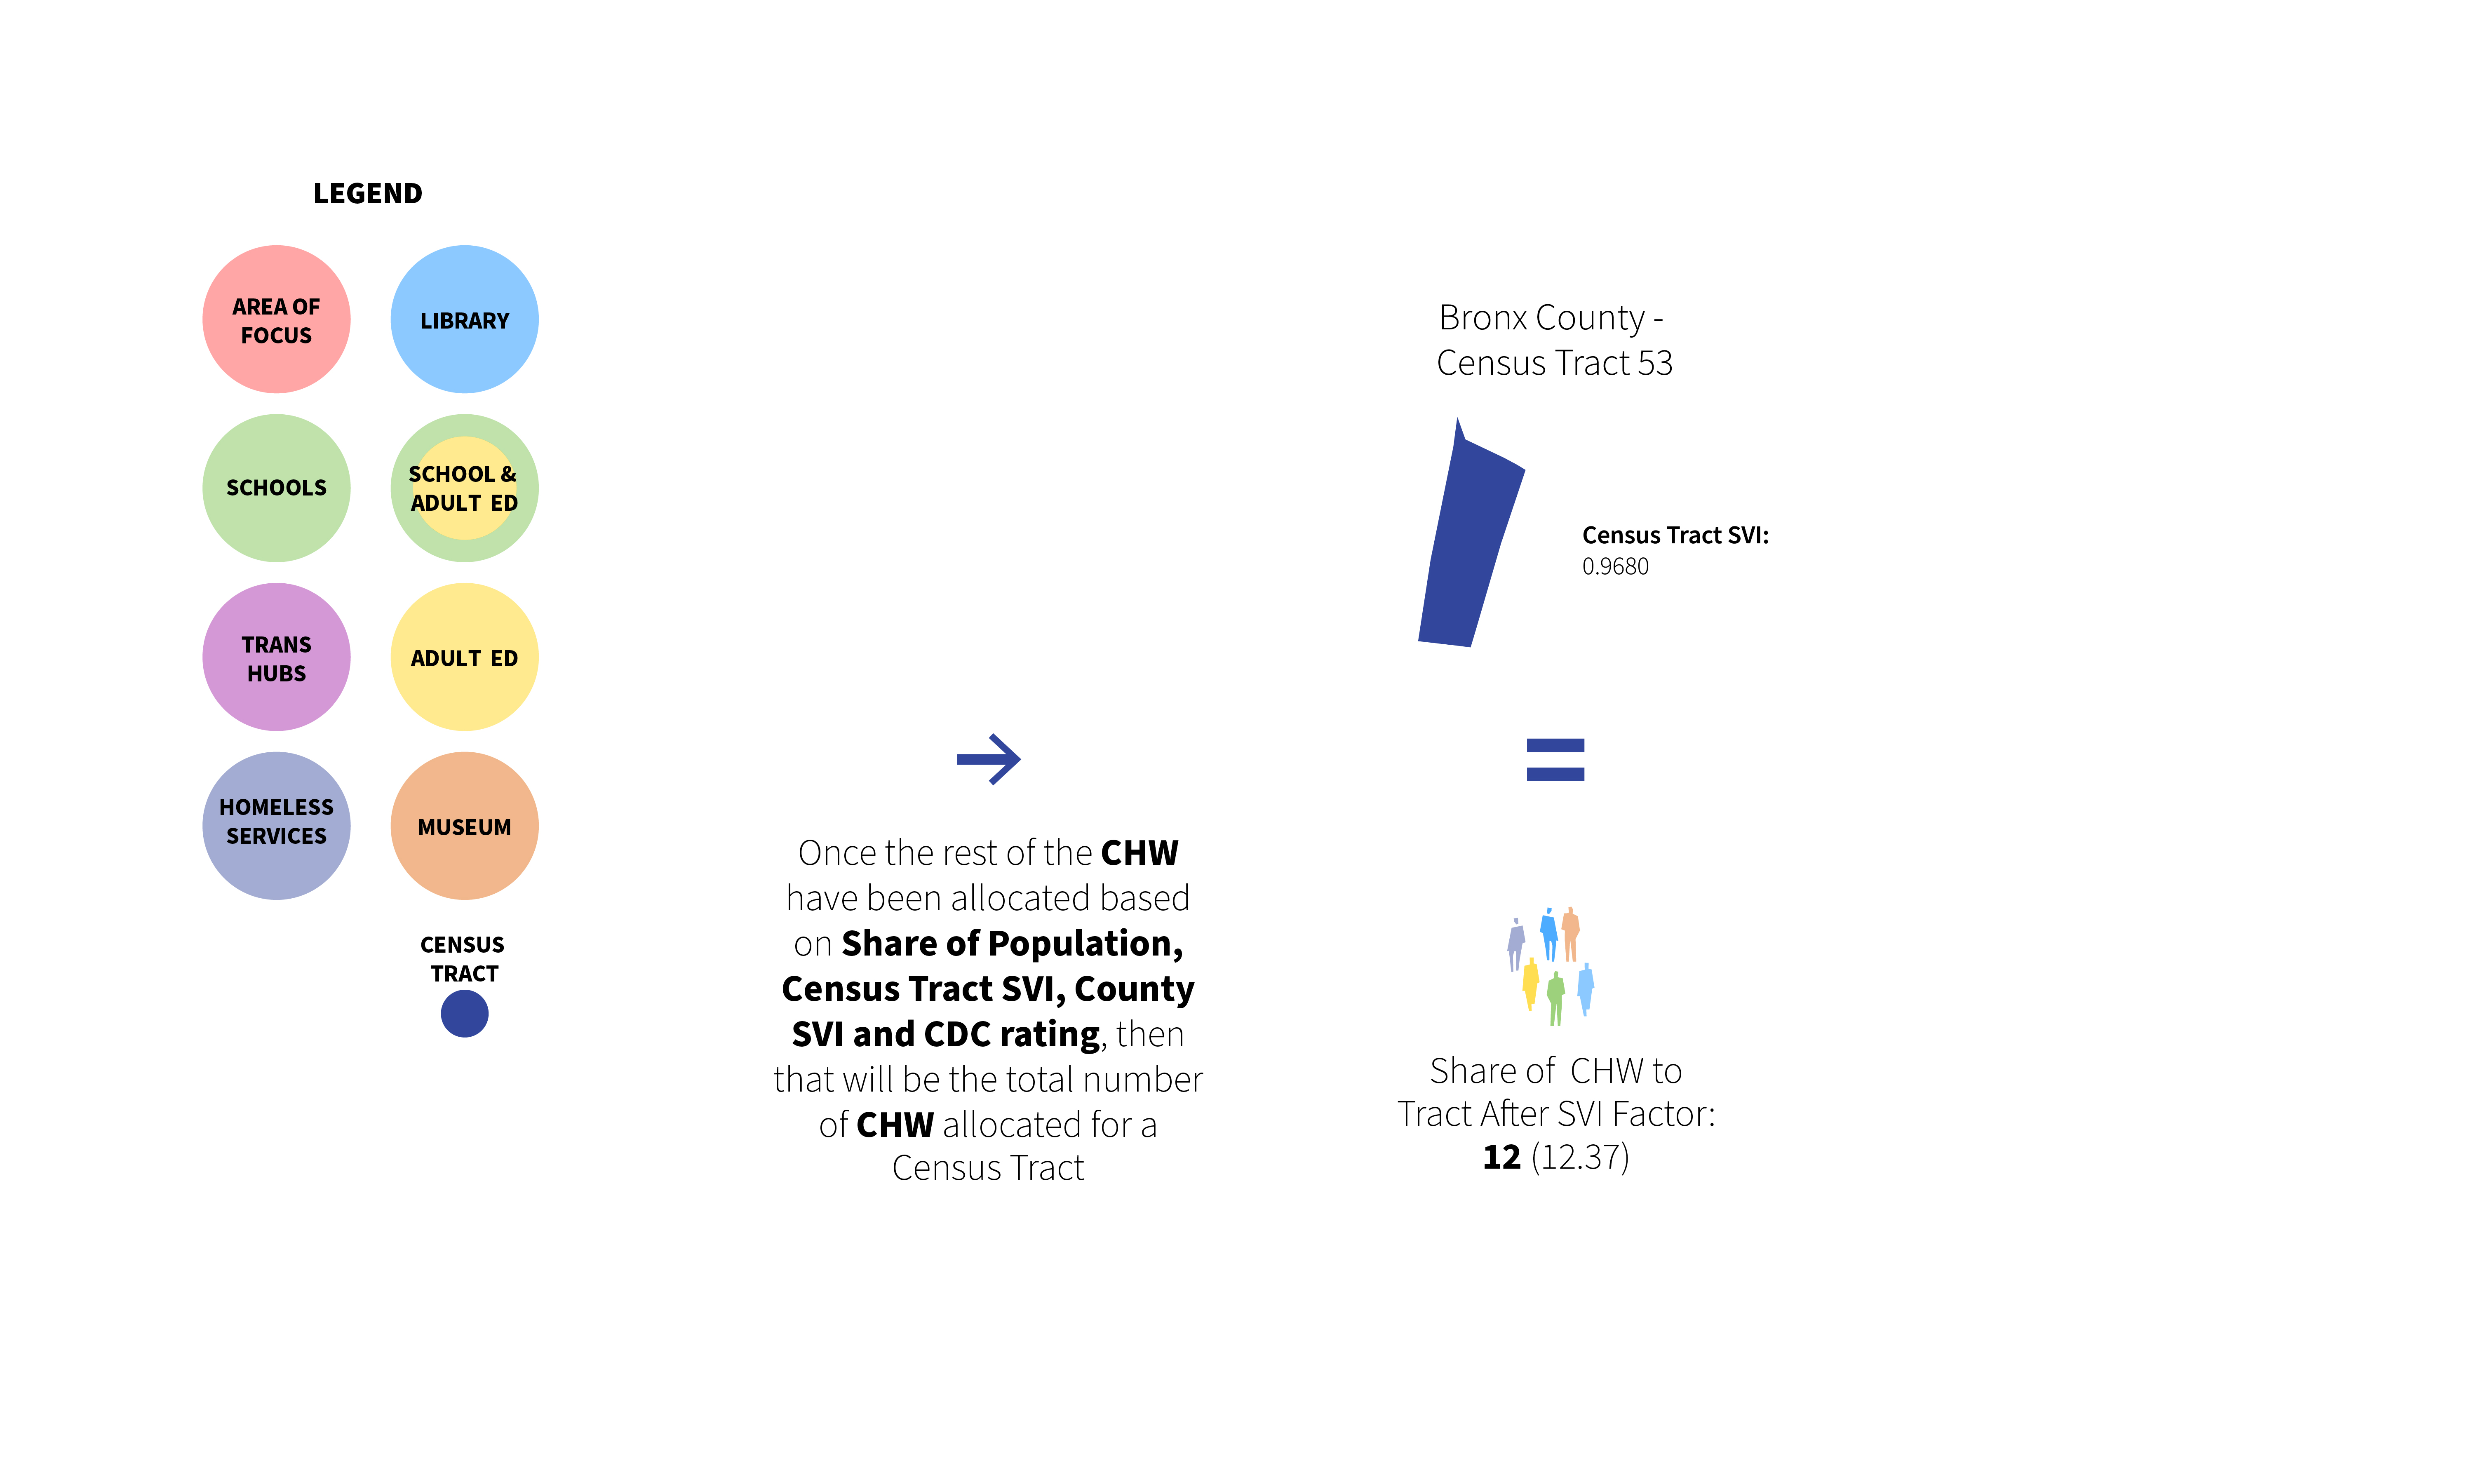 LEGEND
AREA OF
FOCUS
LIBRARY
SCHOOLS
SCHOOL &
ADULT ED
TRANS
HUBS
ADULT ED
HOMELESS
SERVICES
MUSEUM
CENSUS
TRACT
Once the rest of the CHW
have been allocated based
on Share of Population,
Census Tract SVI, County
SVI and CDC rating, then
that will be the total number
of CHW allocated for a
Census Tract
Bronx County -
Census Tract 53
Census Tract SVI:
0.9680
Share of CHW to
Tract After SVI Factor:
12 (12.37)